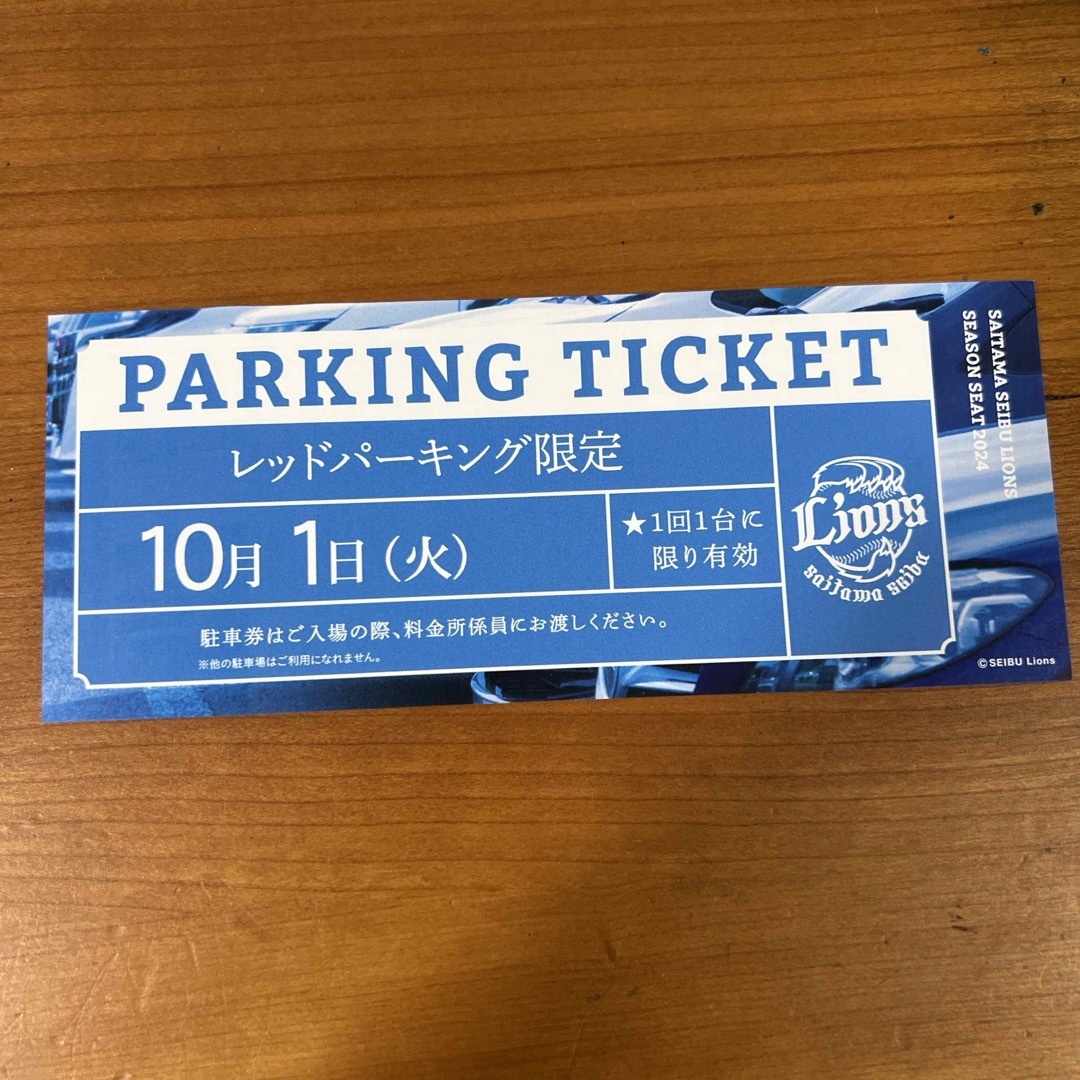 PARKING TICKET
レッドパーキング限定
10月 1日（火）
★1回1台に
限り有効
駐車券はご入場の際、料金所係員にお渡しください。
※他の駐車場はご利用になれません。
Lions
saitama seibu
SAITAMA SEIBU LIONS
SEASON SEAT 2024
©SEIBU Lions